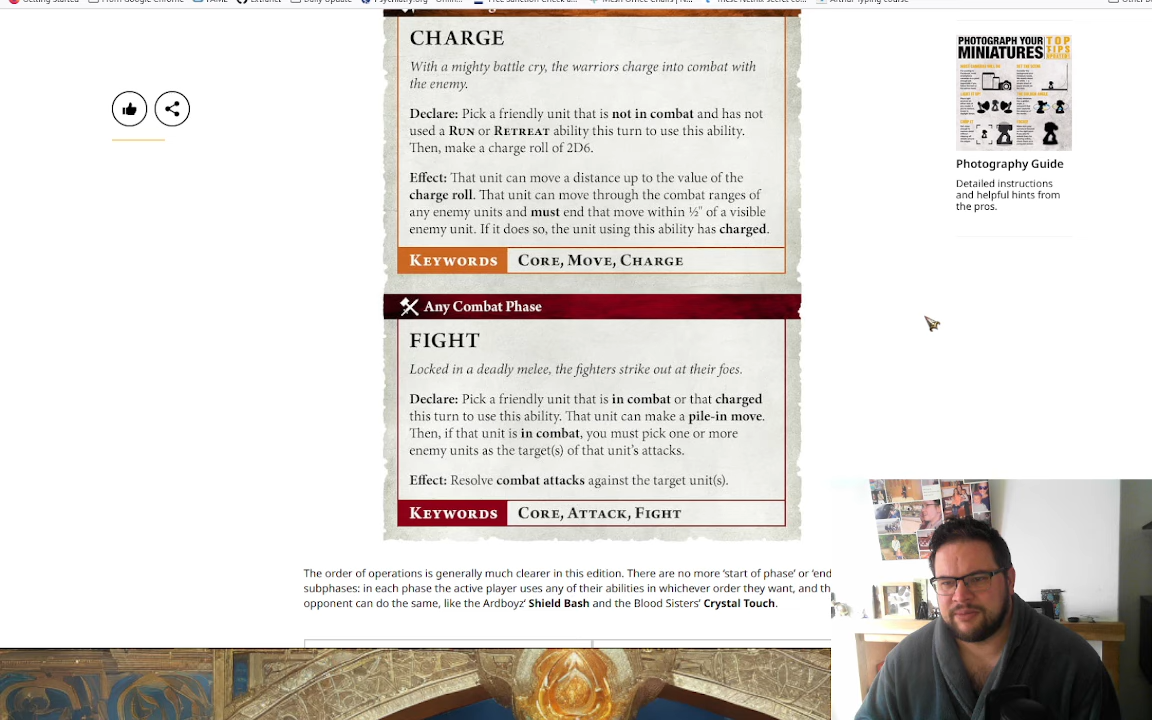 CHARGE
With a mighty battle cry, the warriors charge into combat with
the enemy.
Declare: Pick a friendly unit that is not in combat and has not
used a RUN or RETREAT ability this turn to use this ability.
Then, make a charge roll of 2D6.
Effect: That unit can move a distance up to the value of the
charge roll. That unit can move through the combat ranges of
any enemy units and must end that move within ½" of a visible
enemy unit. If it does so, the unit using this ability has charged.
KEYWORDS CORE, MOVE, CHARGE
Any Combat Phase
FIGHT
Locked in a deadly melee, the fighters strike out at their foes.
Declare: Pick a friendly unit that is in combat or that charged
this turn to use this ability. That unit can make a pile-in move.
Then, if that unit is in combat, you must pick one or more
enemy units as the target(s) of that unit's attacks.
Effect: Resolve combat attacks against the target unit(s).
KEYWORDS CORE, ATTACK, FIGHT
The order of operations is generally much clearer in this edition. There are no more 'start of phase' or 'end
subphases: in each phase the active player uses any of their abilities in whichever order they want, and th
opponent can do the same, like the Ardboyz' Shield Bash and the Blood Sisters' Crystal Touch.
PHOTOGRAPH YOUR
MINIATURES
TOP
TIPS
Photography Guide
Detailed instructions
and helpful hints from
the pros.